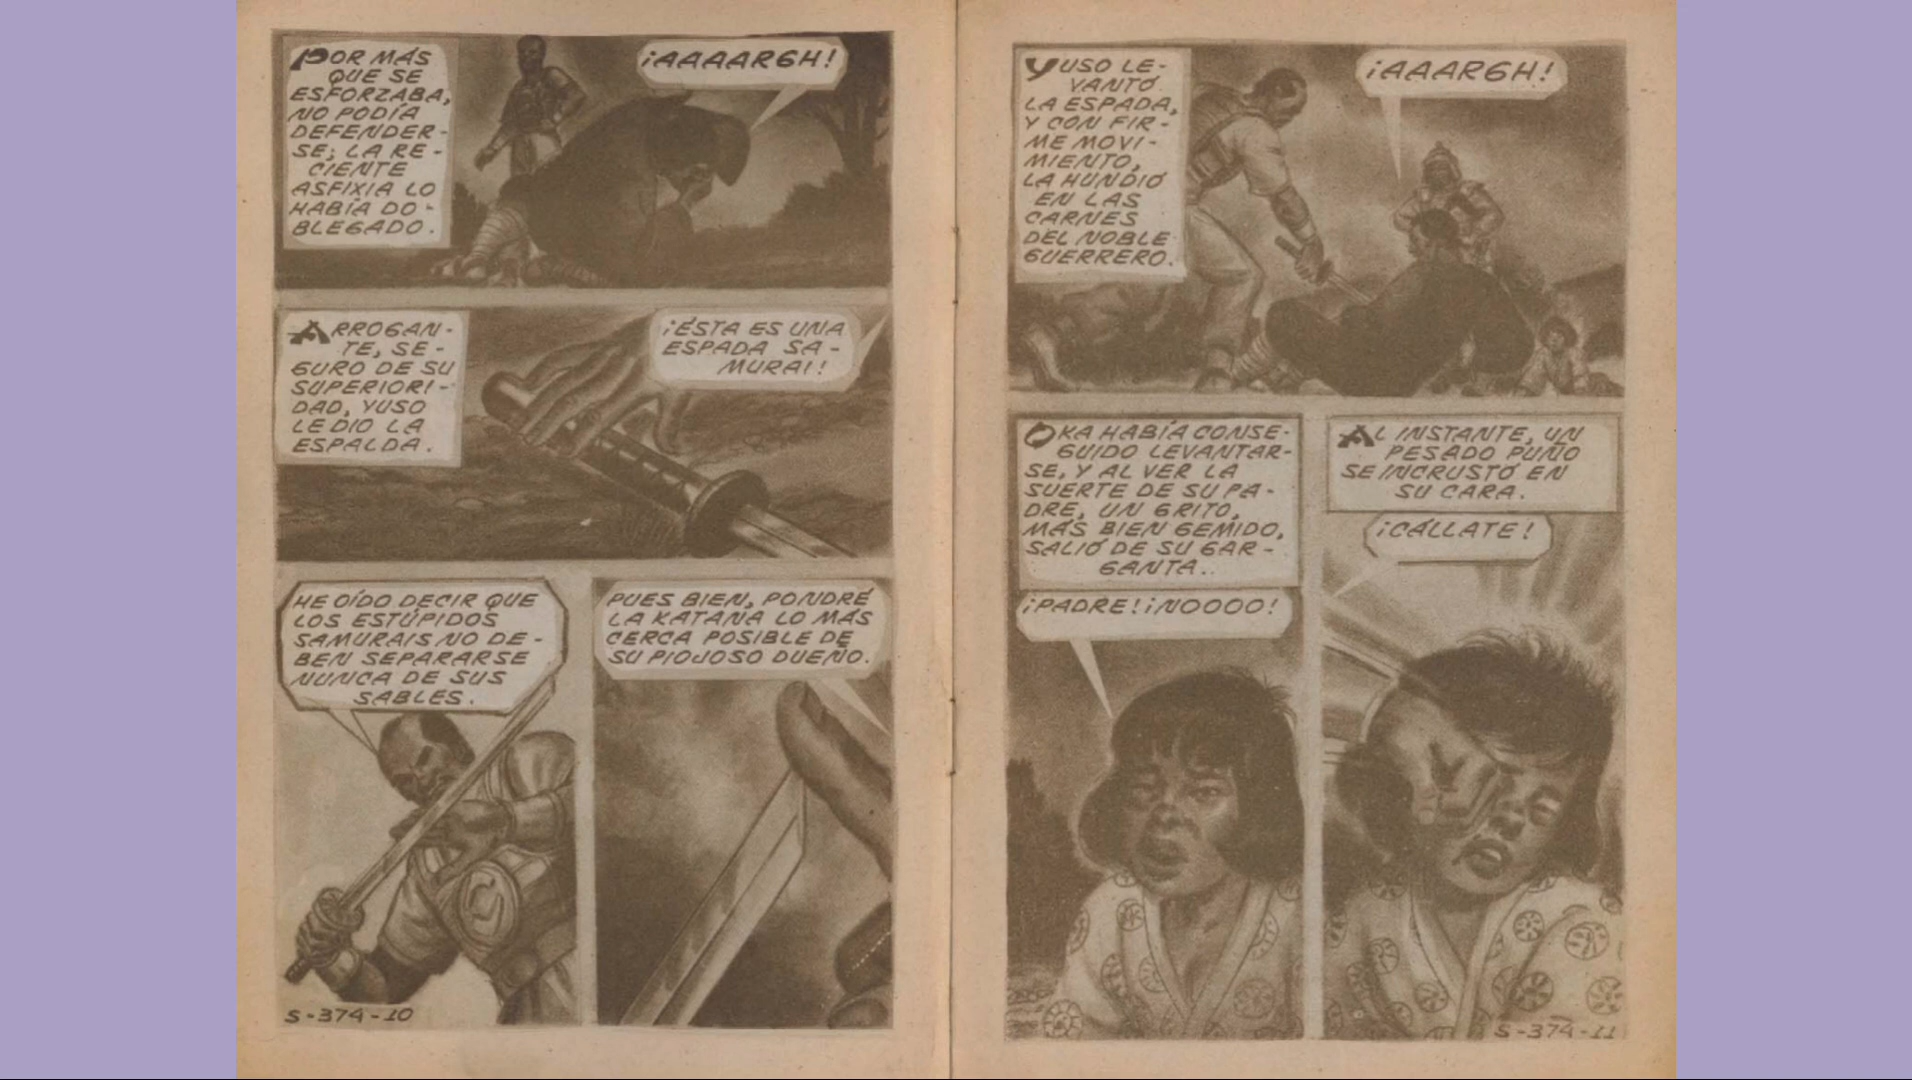 POR MÁS
QUE SE
ESFORZABA,
NO PODÍA
DEFENDER-
SE; LA RE-
CIENTE
ASFIXIA LO
HABÍA DO-
BLEGADO.
¡AAAARGH!
ARROGAN-
TE, SE-
GURO DE SU
SUPERIORI-
DAD, YUSO
LE DIO LA
ESPALDA.
¡ÉSTA ES UNA
ESPADA SA-
MURAI!
HE OÍDO DECIR QUE
LOS ESTÚPIDOS
SAMURAIS NO DE-
BEN SEPARARSE
NUNCA DE SUS
SABLES.
PUES BIEN, PONDRÉ
LA KATANA LO MÁS
CERCA POSIBLE DE
SU PIOJOSO DUEÑO.
S-374-10
YUSO LE-
VANTÓ
LA ESPADA,
Y CON FIR-
ME MOVI-
MIENTO,
LA HUNDIÓ
EN LAS
CARNES
DEL NOBLE
GUERRERO.
¡AAARGH!
OKA HABÍA CONSE-
GUIDO LEVANTAR-
SE, Y AL VER LA
SUERTE DE SU PA-
DRE, UN GRITO,
MÁS BIEN GEMIDO,
SALIÓ DE SU GAR-
GANTA..
¡PADRE! ¡NOOOO!
AL INSTANTE, UN
PESADO PUÑO
SE INCRUSTÓ EN
SU CARA.
¡CÁLLATE!
S-374-11